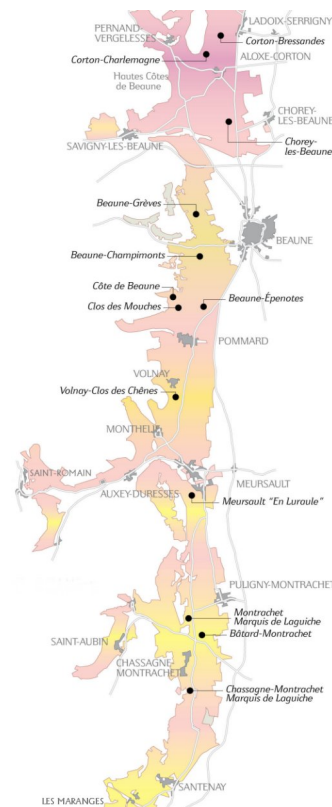 LADOIX-SERRIGNY
PERNAND-
VERGELESSES
Corton-Bressandes
Corton-Charlemagne
ALOXE-CORTON
Hautes Côtes
de Beaune
CHOREY-
LES-BEAUNE
SAVIGNY-LES-BEAUNE
Chorey-
les-Beaune
Beaune-Grèves
BEAUNE
Beaune-Champimonts
Côte de Beaune
Clos des Mouches
Beaune-Épenotes
POMMARD
VOLNAY
Volnay-Clos des Chênes
MONTHELIE
SAINT-ROMAIN
MEURSAULT
AUXEY-DURESSES
Meursault "En Luroule"
PULIGNY-MONTRACHET
Montrachet
Marquis de Laguiche
Bâtard-Montrachet
SAINT-AUBIN
CHASSAGNE-
MONTRACHET
Chassagne-Montrachet
Marquis de Laguiche
SANTENAY
LES MARANGES